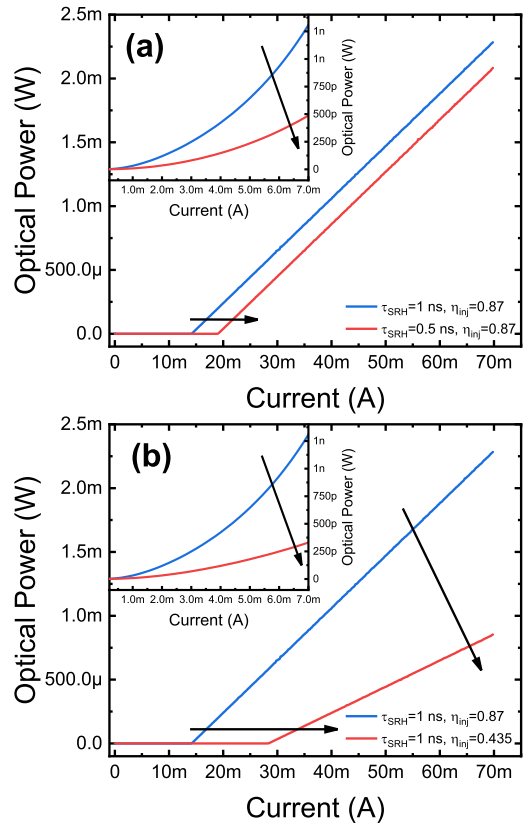 (a)
2.5m
2.0m
1.5m
1.0m
500.0µ
0.0
Optical Power (W)
0 10m 20m 30m 40m 50m 60m 70m
Current (A)
1n
750p
500p
250p
0
Optical Power (W)
1.0m 2.0m 3.0m 4.0m 5.0m 6.0m 7.0m
Current (A)
τSRH=1 ns, ηinj=0.87
τSRH=0.5 ns, ηinj=0.87
(b)
2.5m
2.0m
1.5m
1.0m
500.0µ
0.0
Optical Power (W)
0 10m 20m 30m 40m 50m 60m 70m
Current (A)
1n
750p
500p
250p
0
Optical Power (W)
1.0m 2.0m 3.0m 4.0m 5.0m 6.0m 7.0m
Current (A)
τSRH=1 ns, ηinj=0.87
τSRH=1 ns, ηinj=0.435